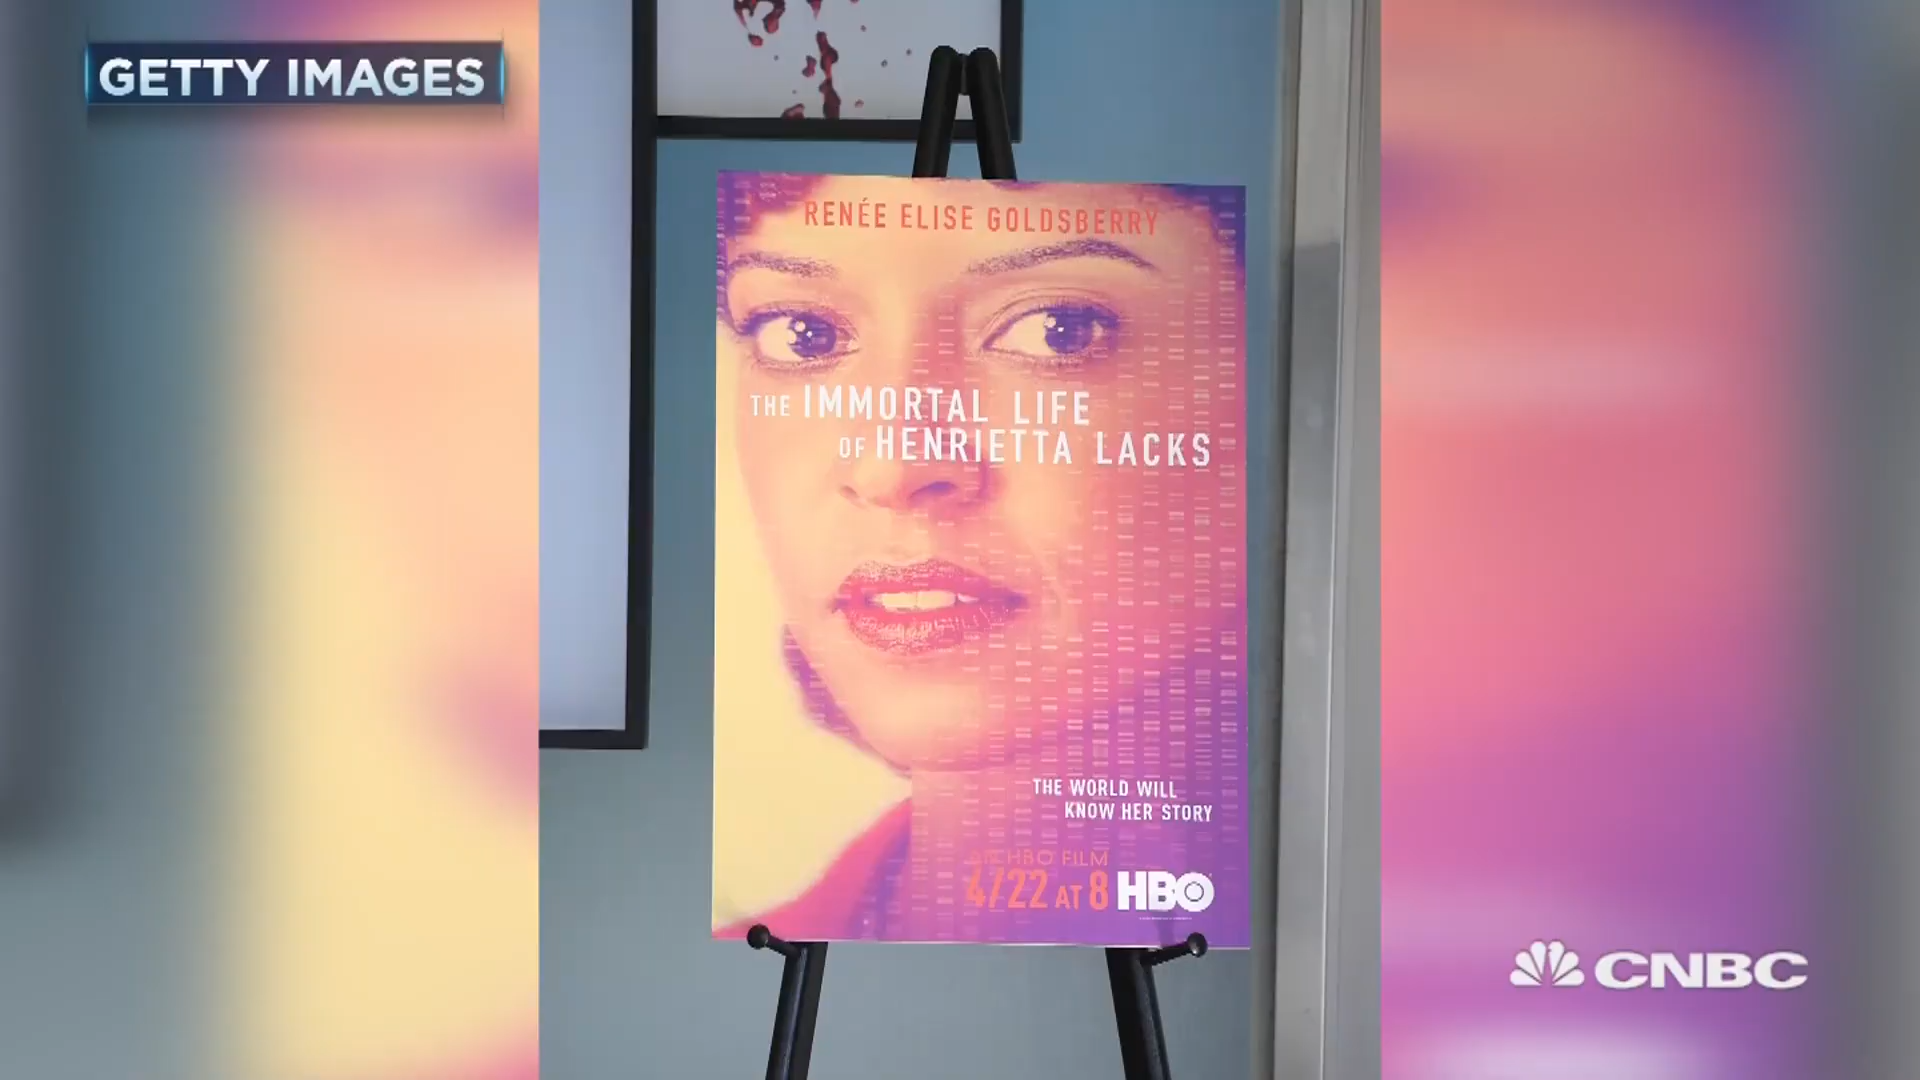 GETTY IMAGES
RENÉE ELISE GOLDSBERRY
THE IMMORTAL LIFE
OF HENRIETTA LACKS
THE WORLD WILL
KNOW HER STORY
AN HBO FILM
4/22 AT 8 HBO
CNBC